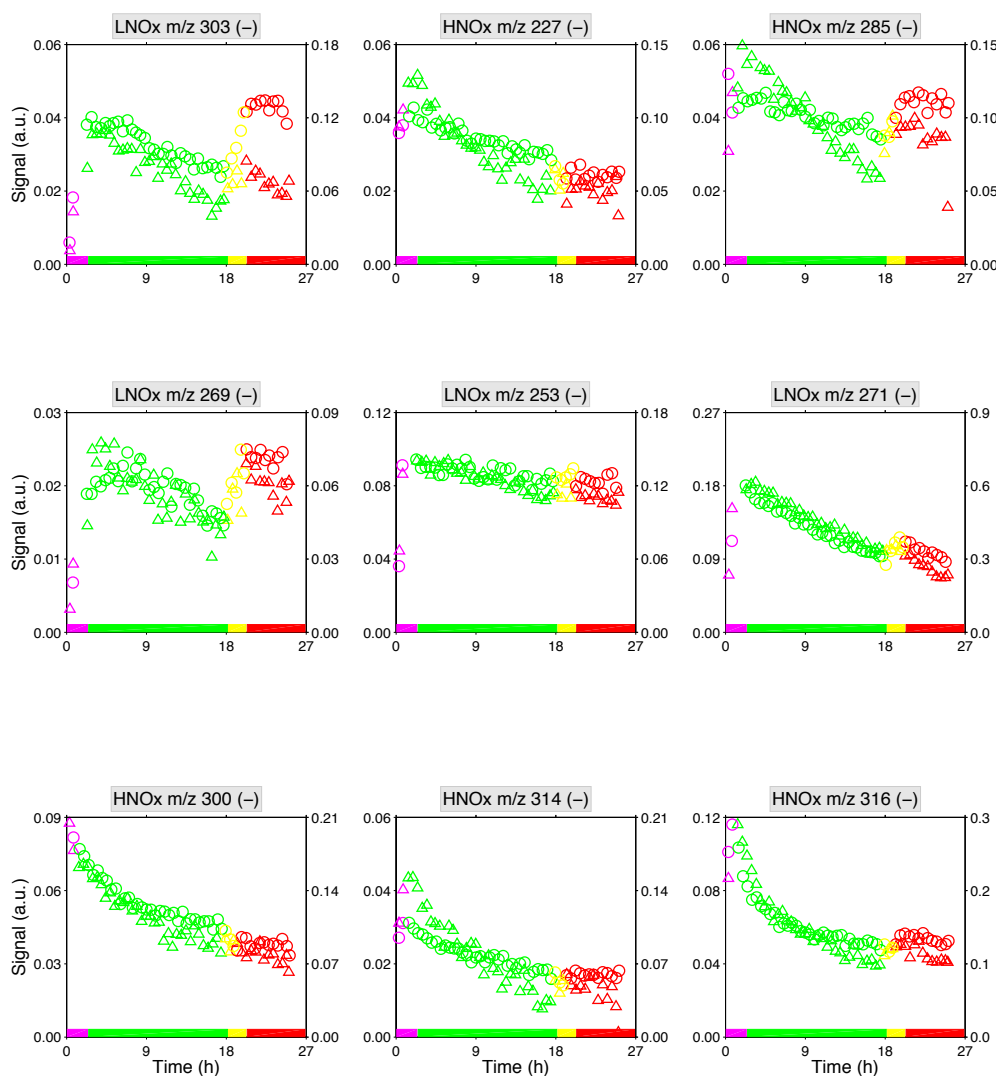 LNOx m/z 303 (−) HNOx m/z 227 (−) HNOx m/z 285 (−)
0.06 0.18 0.06 0.15 0.06 0.15
0.04 0.12 0.04 0.10 0.04 0.10
Signal (a.u.)
0.02 0.06 0.02 0.05 0.02 0.05
0.00 0.00 0.00 0.00 0.00 0.00
0 9 18 27 0 9 18 27 0 9 18 27
LNOx m/z 269 (−) LNOx m/z 253 (−) LNOx m/z 271 (−)
0.03 0.09 0.12 0.18 0.27 0.9
0.02 0.06 0.08 0.12 0.18 0.6
Signal (a.u.)
0.01 0.03 0.04 0.06 0.09 0.3
0.00 0.00 0.00 0.00 0.00 0.0
0 9 18 27 0 9 18 27 0 9 18 27
HNOx m/z 300 (−) HNOx m/z 314 (−) HNOx m/z 316 (−)
0.09 0.21 0.06 0.21 0.12 0.3
0.06 0.14 0.04 0.14 0.08 0.2
Signal (a.u.)
0.03 0.07 0.02 0.07 0.04 0.1
0.00 0.00 0.00 0.00 0.00 0.0
0 9 18 27 0 9 18 27 0 9 18 27
Time (h) Time (h) Time (h)